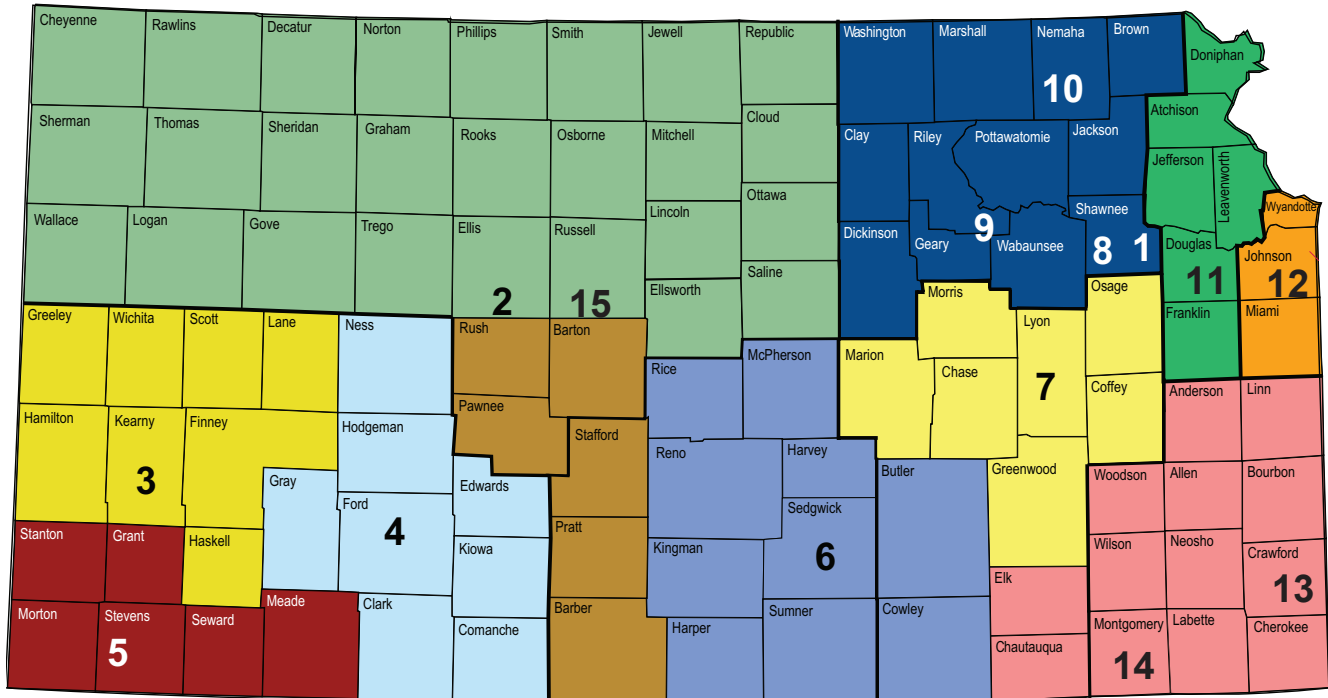 Cheyenne
Rawlins
Decatur
Norton
Phillips
Smith
Jewell
Republic
Washington
Marshall
Nemaha
Brown
Doniphan
10
Sherman
Thomas
Sheridan
Graham
Rooks
Osborne
Mitchell
Cloud
Clay
Riley
Pottawatomie
Jackson
Atchison
Jefferson
Leavenworth
Wallace
Logan
Gove
Trego
Ellis
Russell
Lincoln
Ottawa
Dickinson
Geary
9
Wabaunsee
Shawnee
8
1
Wyandotte
Douglas
11
Johnson
12
2
15
Ellsworth
Saline
Morris
Osage
Franklin
Miami
Greeley
Wichita
Scott
Lane
Ness
Rush
Barton
Rice
McPherson
Marion
Chase
Lyon
7
Coffey
Anderson
Linn
Hamilton
Kearny
Finney
3
Hodgeman
Pawnee
Stafford
Reno
Harvey
Butler
Greenwood
Woodson
Allen
Bourbon
Gray
Ford
4
Edwards
Sedgwick
6
Stanton
Grant
Haskell
Kiowa
Pratt
Kingman
Wilson
Neosho
Crawford
13
Elk
Morton
Stevens
5
Seward
Meade
Clark
Comanche
Barber
Harper
Sumner
Cowley
Chautauqua
Montgomery
14
Labette
Cherokee